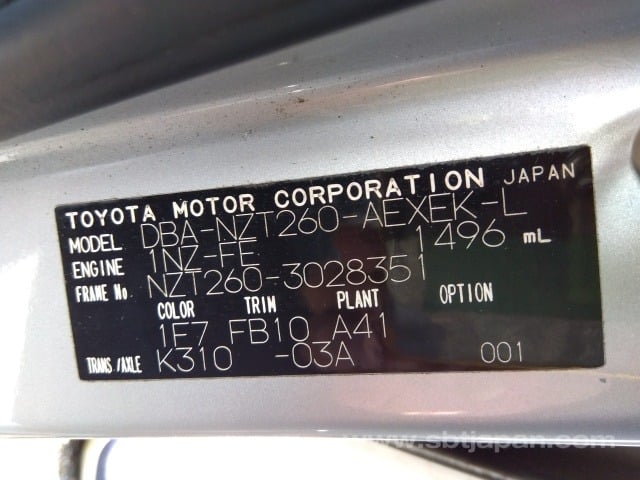 TOYOTA MOTOR CORPORATION JAPAN
MODEL DBA-NZT260-AEXEK-L
ENGINE 1NZ-FE 1496 mL
FRAME No. NZT260-3028351
COLOR TRIM PLANT OPTION
1F7 FB10 A41
TRANS./AXLE K310 -03A 001
www.sbtjapan.com